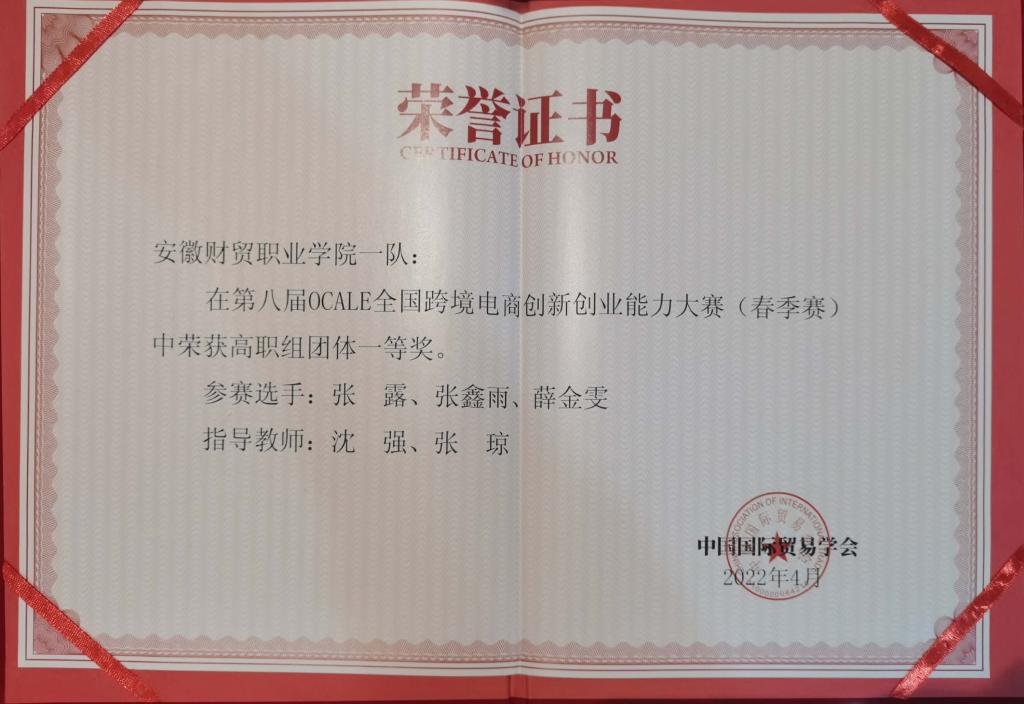 荣誉证书
CERTIFICATE OF HONOR
安徽财贸职业学院一队：
在第八届OCALE全国跨境电商创新创业能力大赛（春季赛）
中荣获高职组团体一等奖。
参赛选手：张　露、张鑫雨、薛金雯
指导教师：沈　强、张　琼
中国国际贸易学会
2022年4月